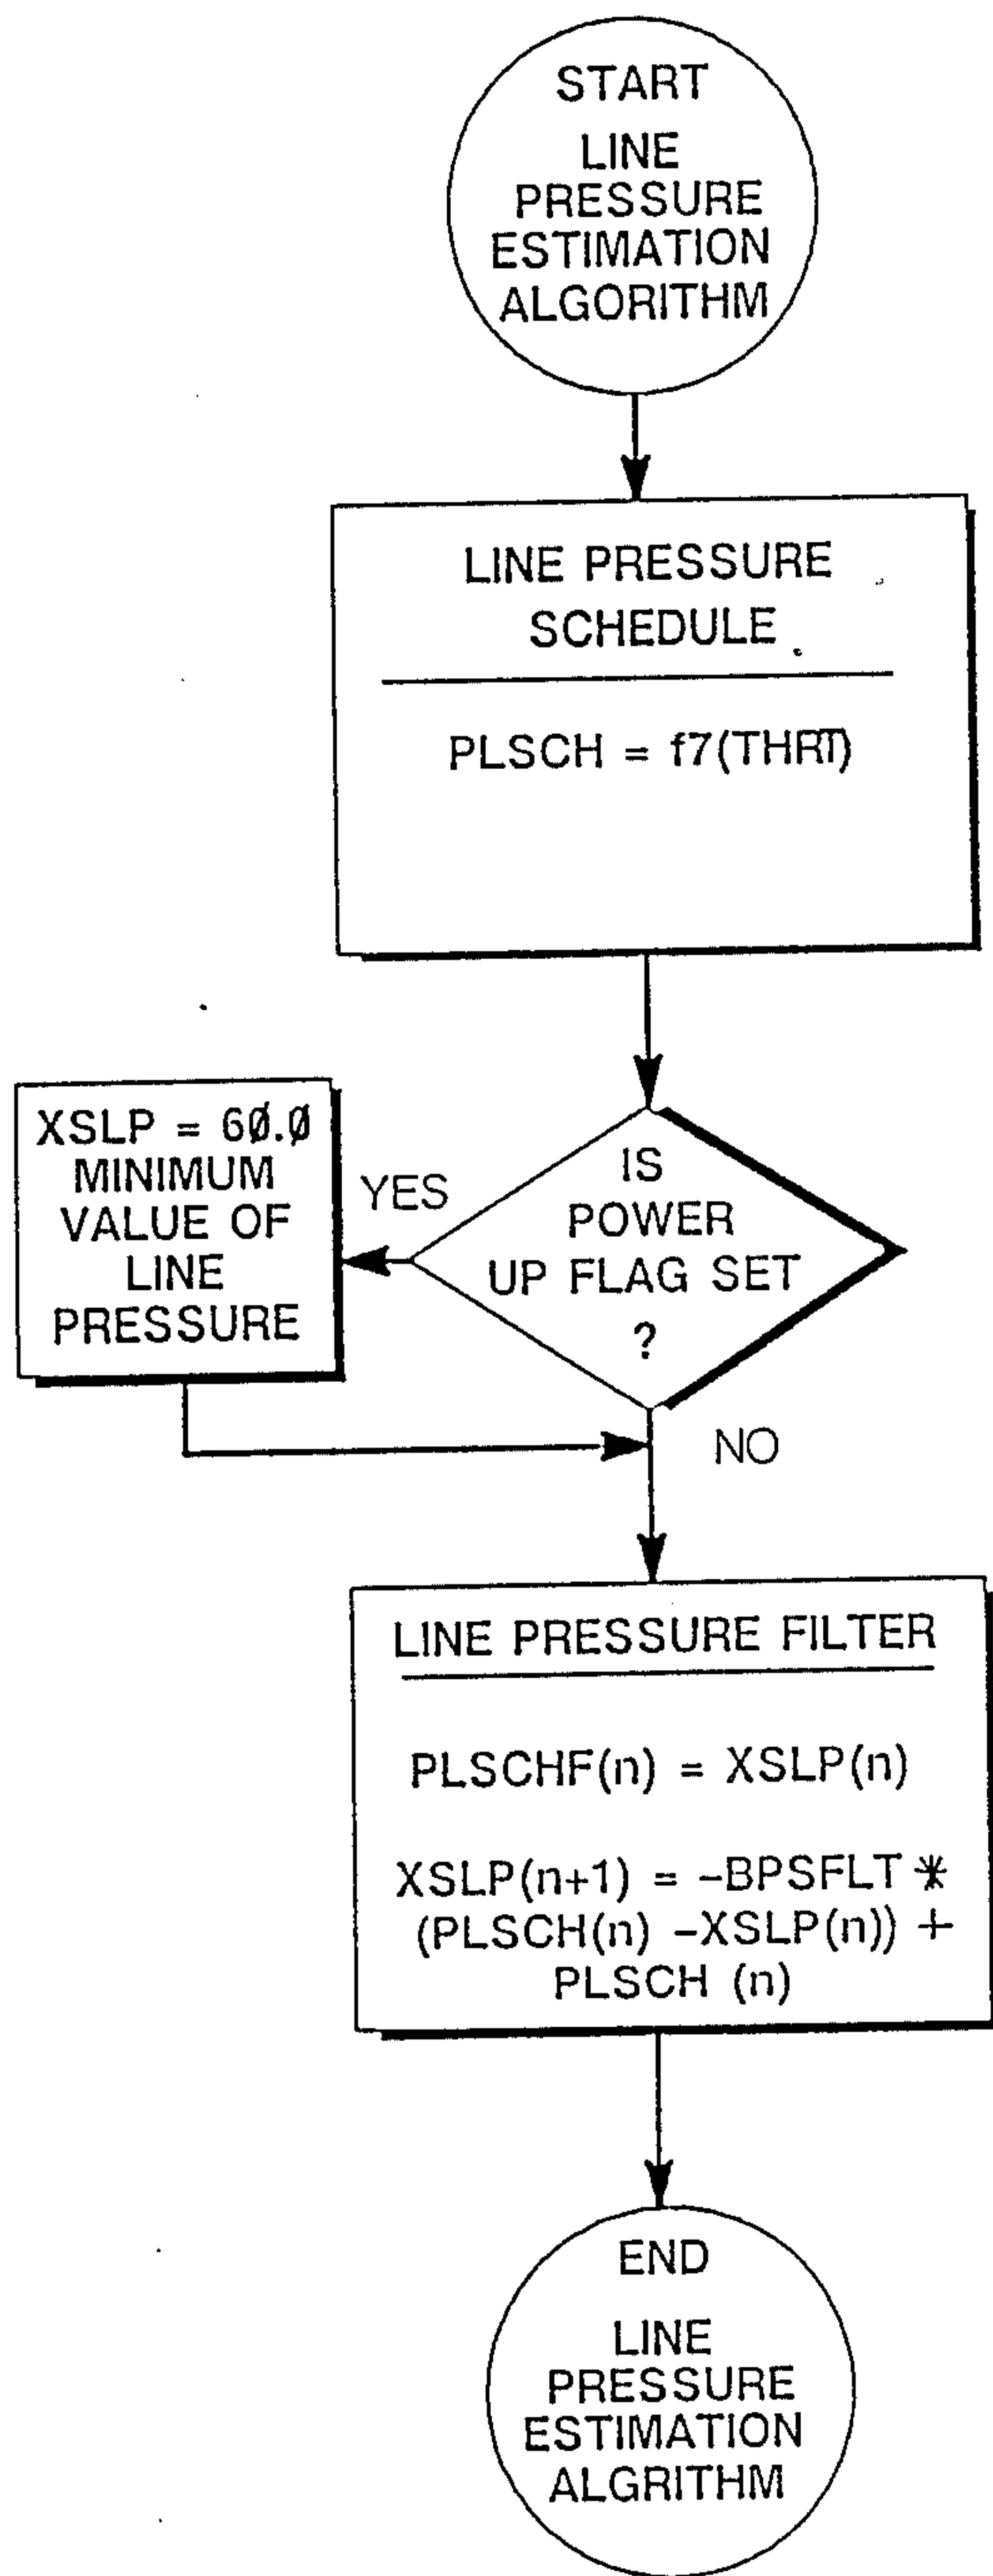 START
LINE
PRESSURE
ESTIMATION
ALGORITHM
LINE PRESSURE
SCHEDULE
PLSCH = f7(THRT)
XSLP = 60.0
MINIMUM
VALUE OF
LINE
PRESSURE
YES
IS
POWER
UP FLAG SET
?
NO
LINE PRESSURE FILTER
PLSCHF(n) = XSLP(n)
XSLP(n+1) = -BPSFLT *
(PLSCH(n) -XSLP(n)) +
PLSCH (n)
END
LINE
PRESSURE
ESTIMATION
ALGRITHM